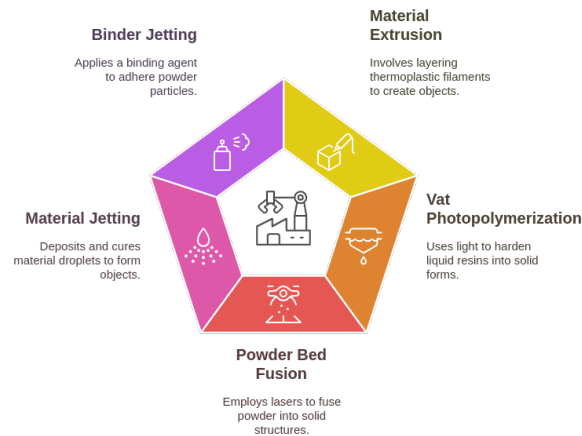 Material
Extrusion
Involves layering
thermoplastic filaments
to create objects.
Binder Jetting
Applies a binding agent
to adhere powder
particles.
Vat
Photopolymerization
Uses light to harden
liquid resins into solid
forms.
Material Jetting
Deposits and cures
material droplets to form
objects.
Powder Bed
Fusion
Employs lasers to fuse
powder into solid
structures.